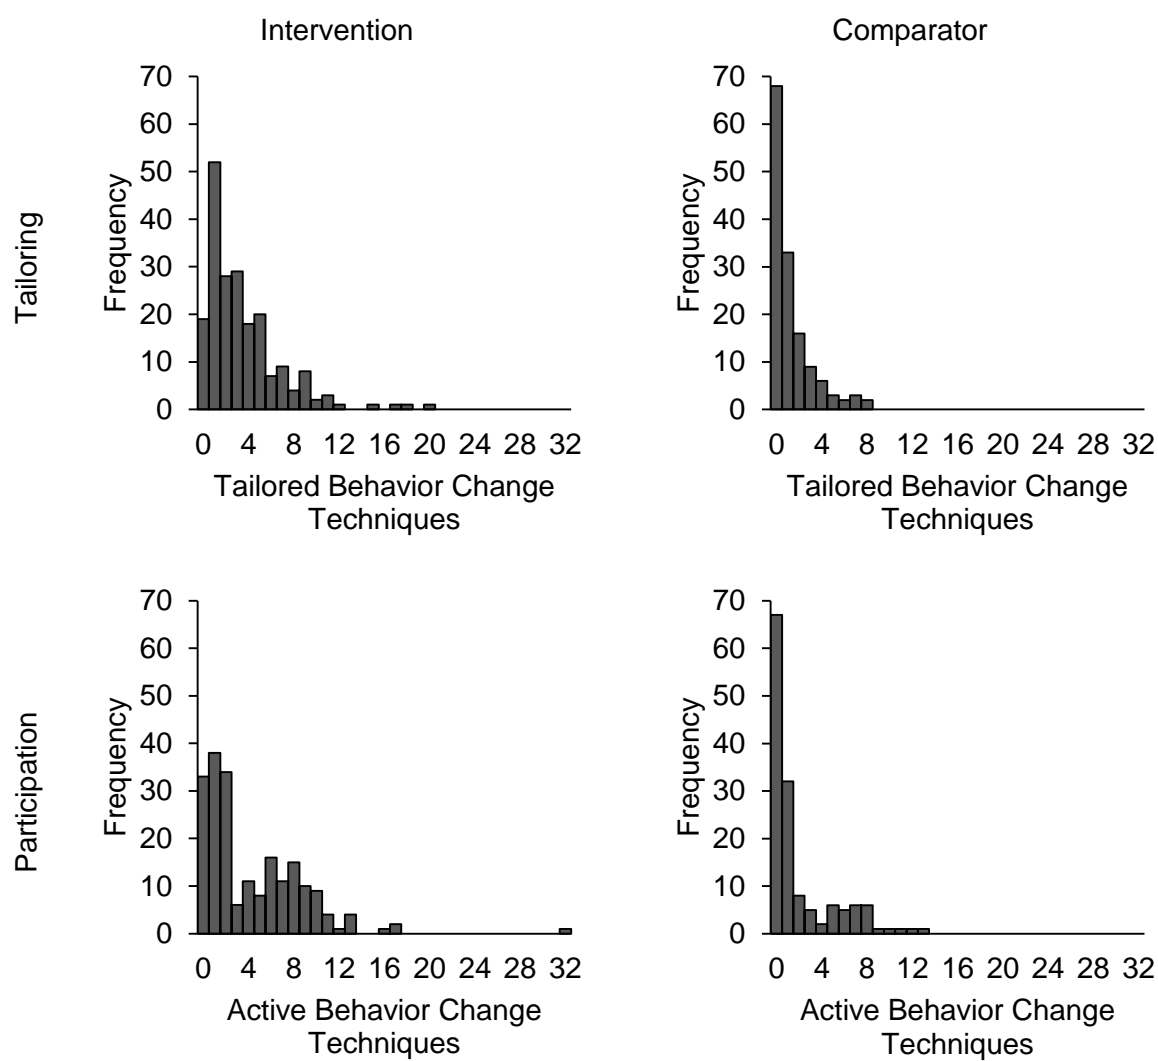 Intervention
Comparator
Tailoring
Frequency
70
60
50
40
30
20
10
0
0 4 8 12 16 20 24 28 32
Tailored Behavior Change
Techniques
Frequency
70
60
50
40
30
20
10
0
0 4 8 12 16 20 24 28 32
Tailored Behavior Change
Techniques
Participation
Frequency
70
60
50
40
30
20
10
0
0 4 8 12 16 20 24 28 32
Active Behavior Change
Techniques
Frequency
70
60
50
40
30
20
10
0
0 4 8 12 16 20 24 28 32
Active Behavior Change
Techniques